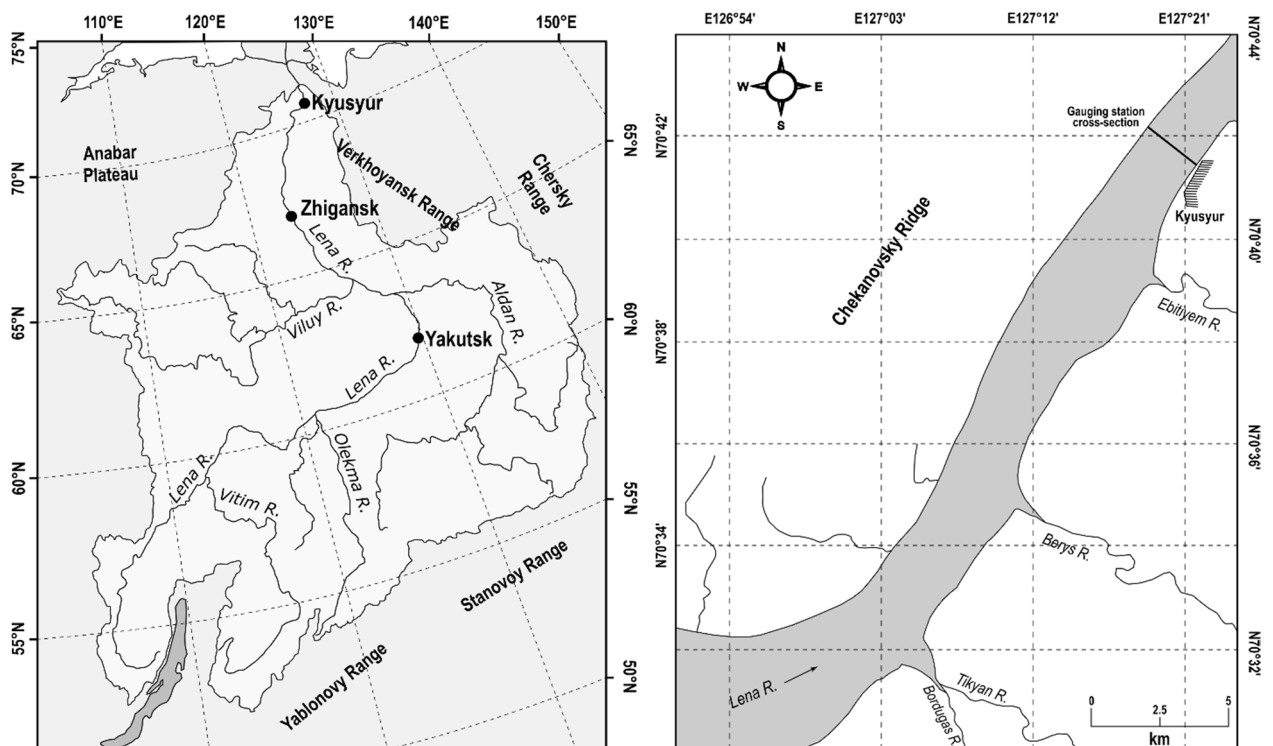 110°E
120°E
130°E
140°E
150°E
75°N
70°N
65°N
60°N
55°N
65°N
60°N
55°N
50°N
Kyusyur
Anabar
Plateau
Verkhoyansk Range
Chersky
Range
Zhigansk
Lena R.
Aldan R.
Viluy R.
Yakutsk
Lena R.
Olekma R.
Lena R.
Vitim R.
Stanovoy Range
Yablonovy Range
E126°54'
E127°03'
E127°12'
E127°21'
N70°44'
N
W
E
S
Gauging station
cross-section
N70°42'
Kyusyur
Chekanovsky Ridge
N70°40'
Ebitiyem R.
N70°38'
N70°36'
N70°34'
Berys R.
N70°32'
Lena R.
Tikyan R.
Bordugas R.
0
2.5
5
km